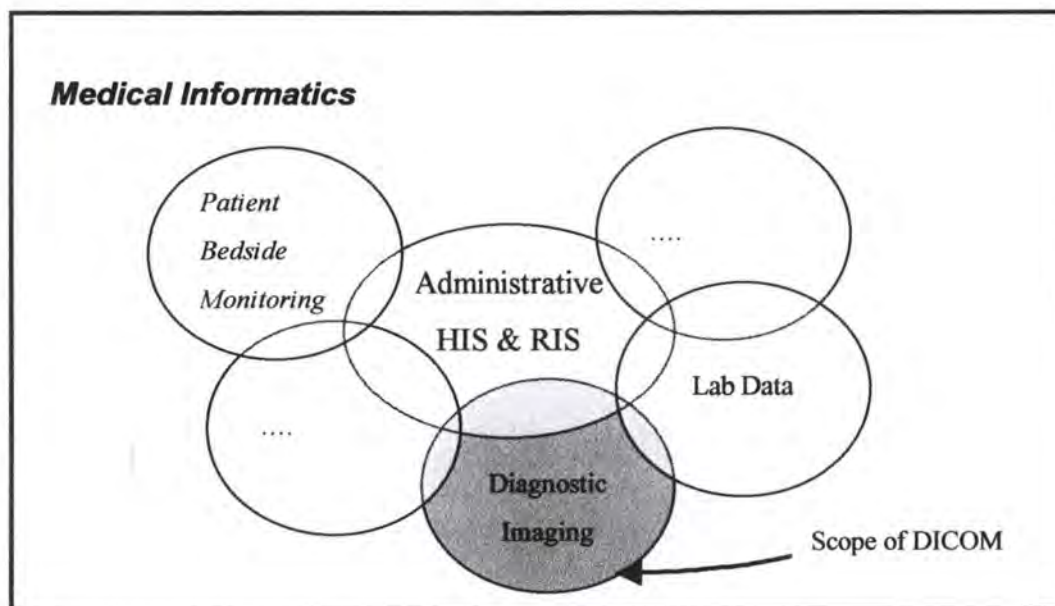 Medical Informatics
Patient
Bedside
Monitoring
Administrative
HIS & RIS
....
Lab Data
....
Diagnostic
Imaging
Scope of DICOM